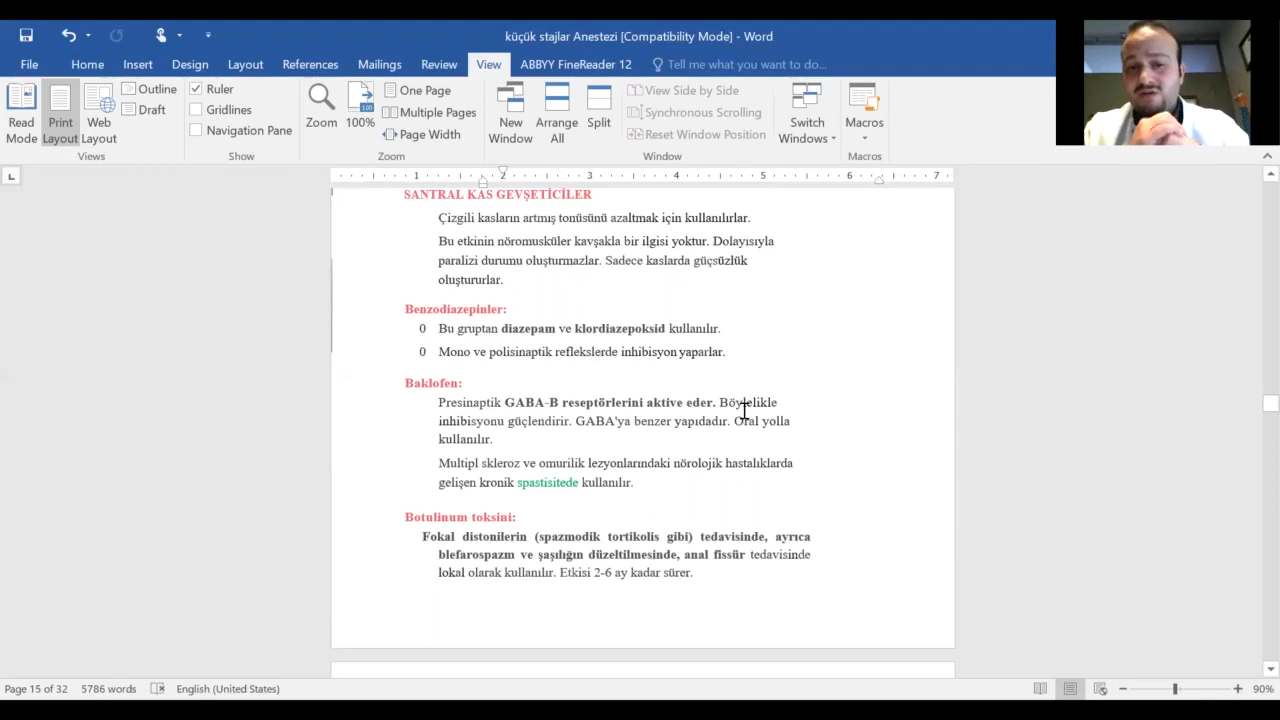 küçük stajlar Anestezi [Compatibility Mode] - Word
File Home Insert Design Layout References Mailings Review View ABBYY FineReader 12 Tell me what you want to do...
Read Mode
Print Layout
Web Layout
Outline
Draft
Views
Ruler
Gridlines
Navigation Pane
Show
Zoom
100%
One Page
Multiple Pages
Page Width
Zoom
New Window
Arrange All
Split
View Side by Side
Synchronous Scrolling
Reset Window Position
Window
Switch Windows
Macros
Macros
1 2 3 4 5 6 7
SANTRAL KAS GEVŞETİCİLER
Çizgili kasların artmış tonüsünü azaltmak için kullanılırlar.
Bu etkinin nöromusküler kavşakla bir ilgisi yoktur. Dolayısıyla
paralizi durumu oluşturmazlar. Sadece kaslarda güçsüzlük
oluştururlar.
Benzodiazepinler:
0 Bu gruptan diazepam ve klordiazepoksid kullanılır.
0 Mono ve polisinaptik reflekslerde inhibisyon yaparlar.
Baklofen:
Presinaptik GABA-B reseptörlerini aktive eder. Böylelikle
inhibisyonu güçlendirir. GABA'ya benzer yapıdadır. Oral yolla
kullanılır.
Multipl skleroz ve omurilik lezyonlarındaki nörolojik hastalıklarda
gelişen kronik spastisitede kullanılır.
Botulinum toksini:
Fokal distonilerin (spazmodik tortikolis gibi) tedavisinde, ayrıca
blefarospazm ve şaşılığın düzeltilmesinde, anal fissür tedavisinde
lokal olarak kullanılır. Etkisi 2-6 ay kadar sürer.
Page 15 of 32 5786 words English (United States) 90%